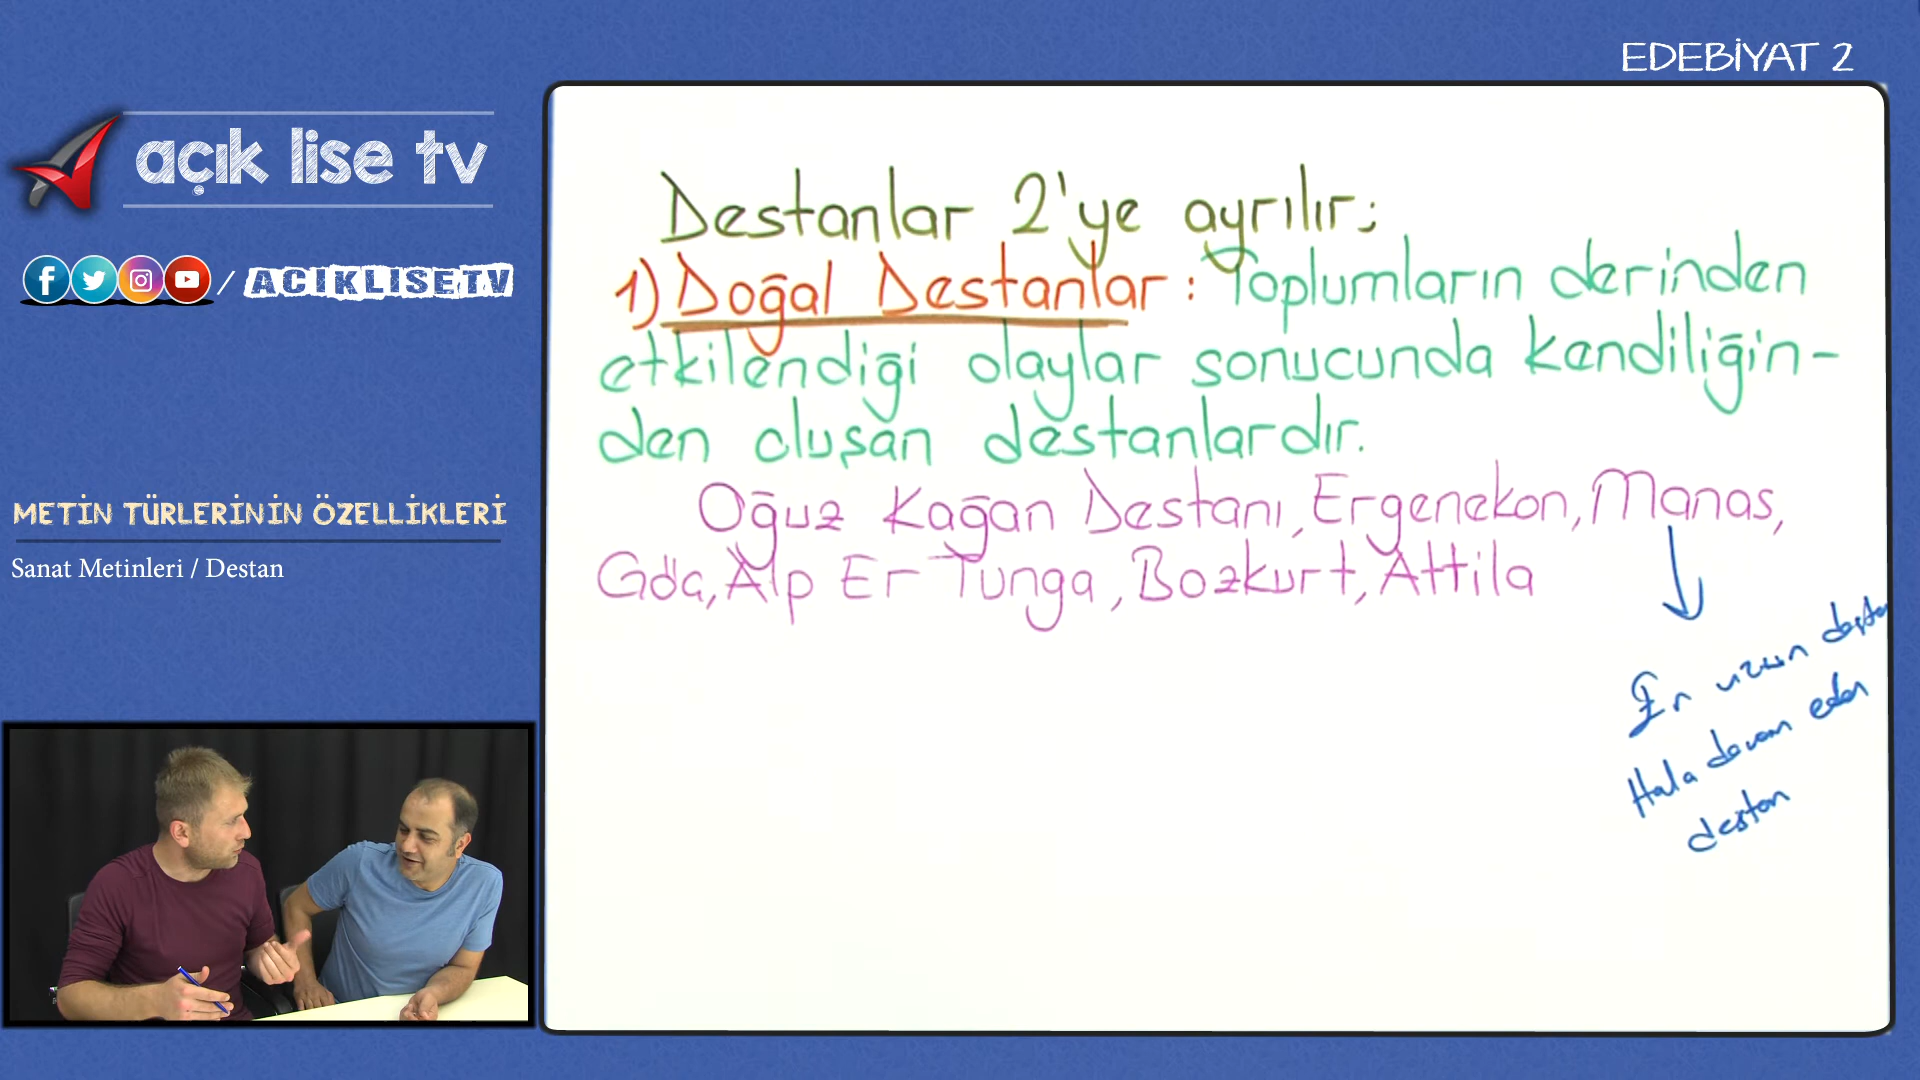 EDEBİYAT 2
açık lise tv
/ ACIKLISETV
METİN TÜRLERİNİN ÖZELLİKLERİ
Sanat Metinleri / Destan
Destanlar 2'ye ayrılır;
1) Doğal Destanlar : Toplumların derinden
etkilendiği olaylar sonucunda kendiliğin-
den oluşan destanlardır.
Oğuz Kağan Destanı, Ergenekon, Manas,
Göç, Alp Er Tunga, Bozkurt, Attila
En uzun destan
Hala devam eden
destan